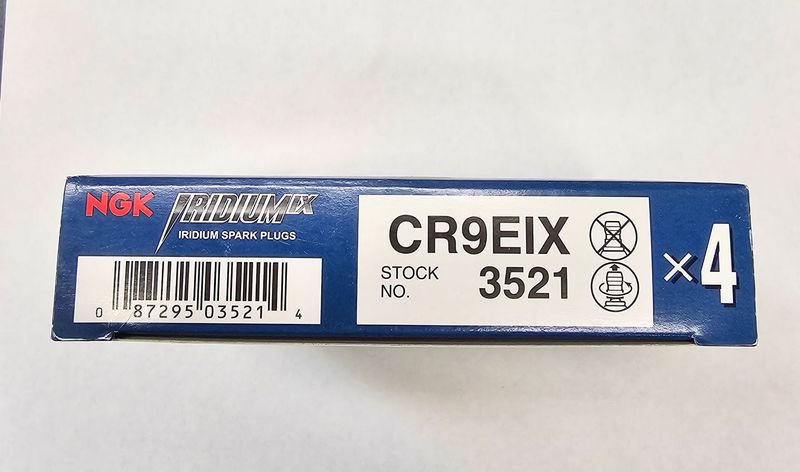 NGK IRIDIUM IX
IRIDIUM SPARK PLUGS
0 87295 03521 4
CR9EIX
STOCK NO. 3521
×4